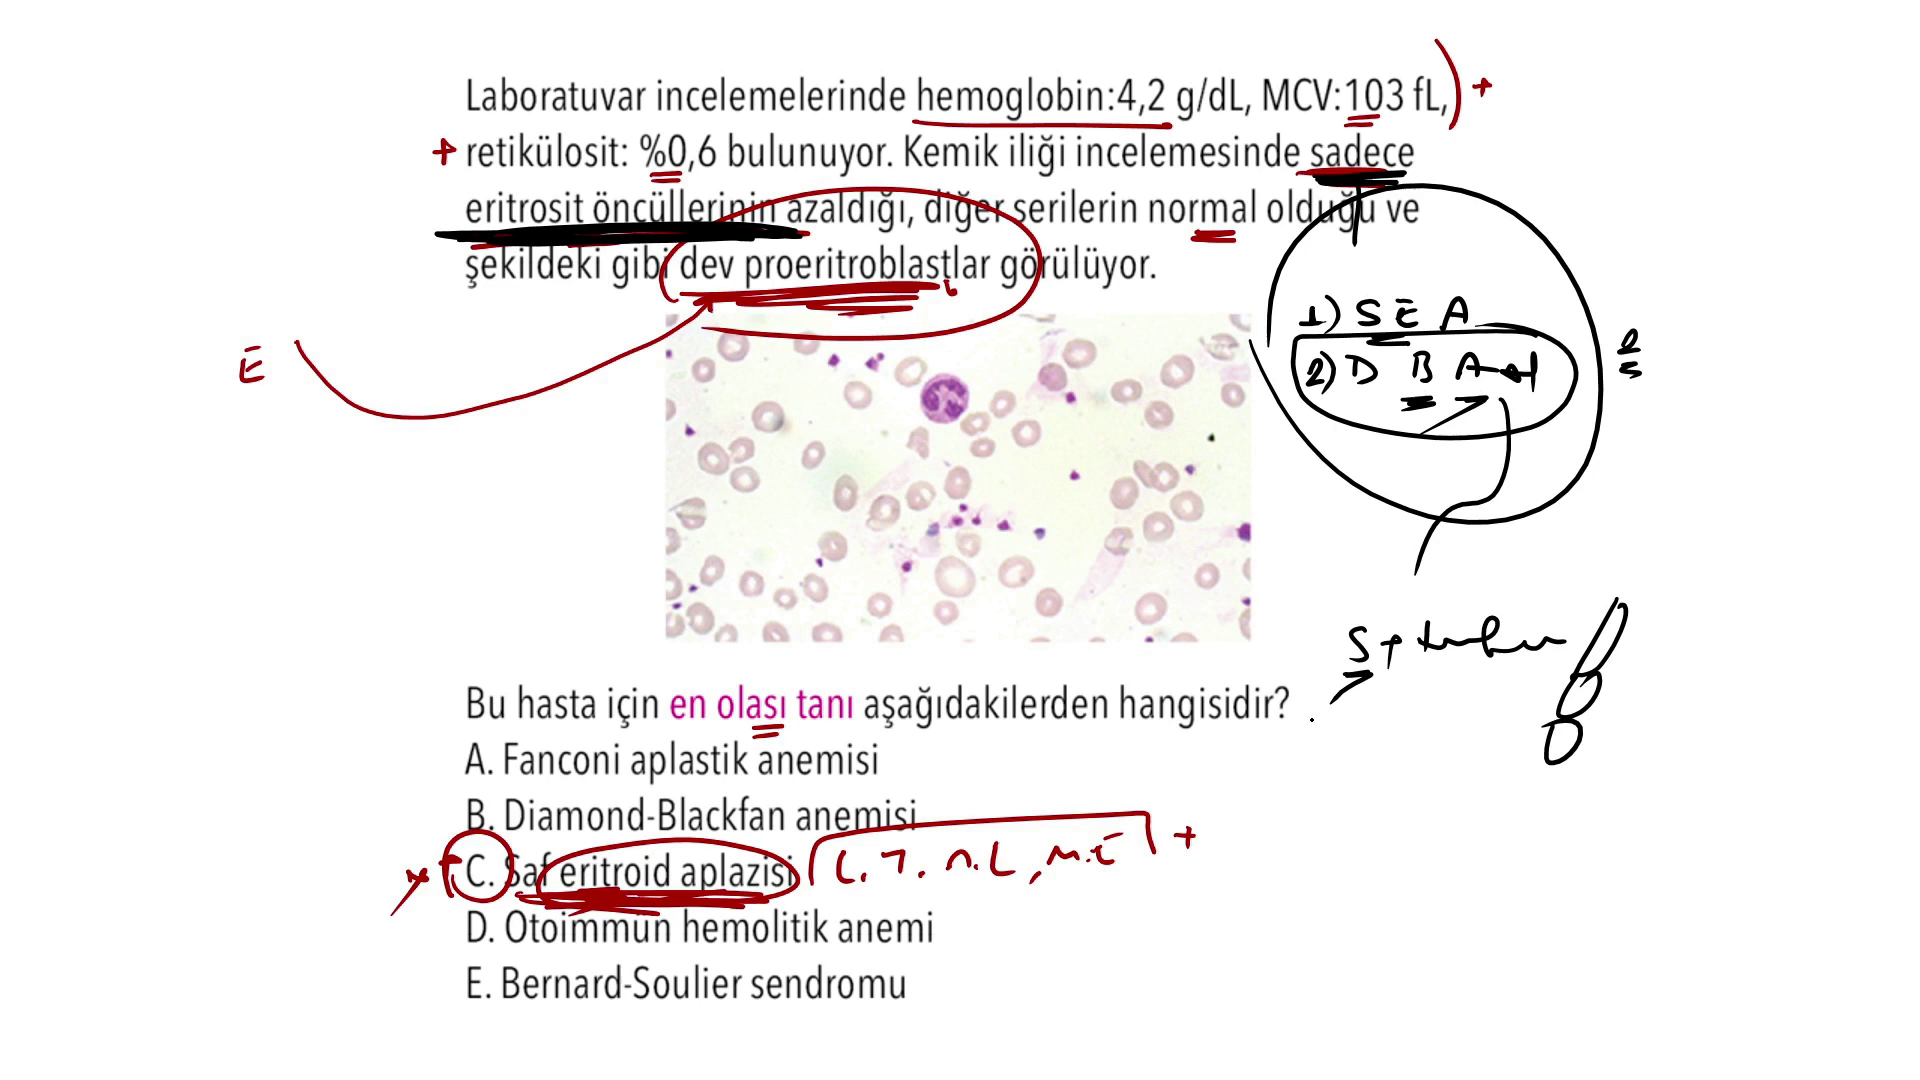 Laboratuvar incelemelerinde hemoglobin:4,2 g/dL, MCV:103 fL, +
+ retikülosit: %0,6 bulunuyor. Kemik iliği incelemesinde sadece
eritrosit öncüllerinin azaldığı, diğer serilerin normal olduğu ve
şekildeki gibi dev proeritroblastlar görülüyor.
1) SEA
2) D B A
E
Bu hasta için en olası tanı aşağıdakilerden hangisidir?
A. Fanconi aplastik anemisi
B. Diamond-Blackfan anemisi
C. Saf eritroid aplazisi
D. Otoimmün hemolitik anemi
E. Bernard-Soulier sendromu